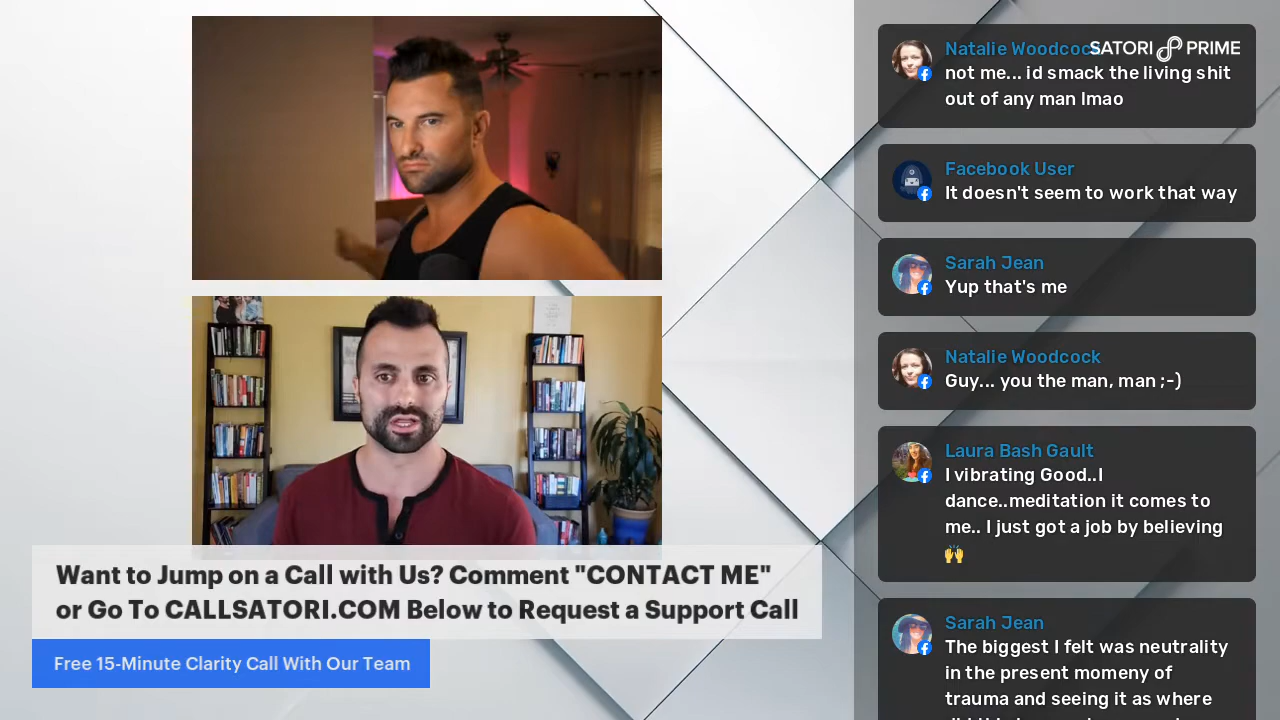 Natalie Woodcock
SATORI PRIME
not me... id smack the living shit
out of any man lmao
Facebook User
It doesn't seem to work that way
Sarah Jean
Yup that's me
Natalie Woodcock
Guy... you the man, man ;-)
Laura Bash Gault
I vibrating Good..I
dance..meditation it comes to
me.. I just got a job by believing
🙌
Sarah Jean
The biggest I felt was neutrality
in the present momeny of
trauma and seeing it as where
Want to Jump on a Call with Us? Comment "CONTACT ME"
or Go To CALLSATORI.COM Below to Request a Support Call
Free 15-Minute Clarity Call With Our Team